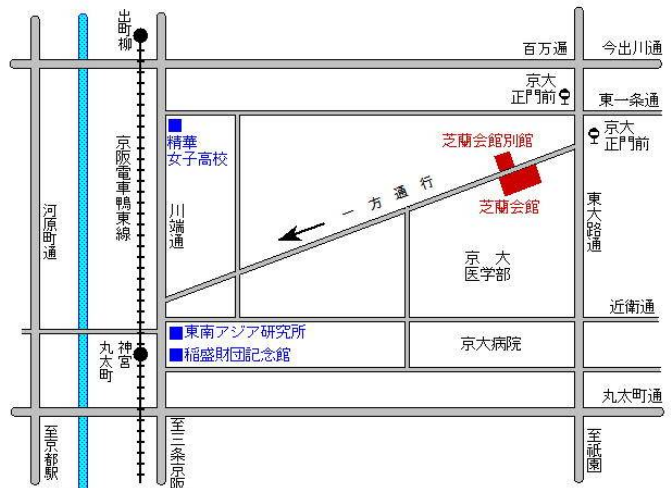 出町柳
百万遍
今出川通
京大
正門前
東一条通
京大
正門前
精華
女子高校
芝蘭会館別館
芝蘭会館
一方通行
京阪電車鴨東線
川端通
河原町通
東大路通
京大
医学部
近衛通
東南アジア研究所
稲盛財団記念館
神宮
丸太町
京大病院
丸太町通
至京都駅
至三条京阪
至祇園